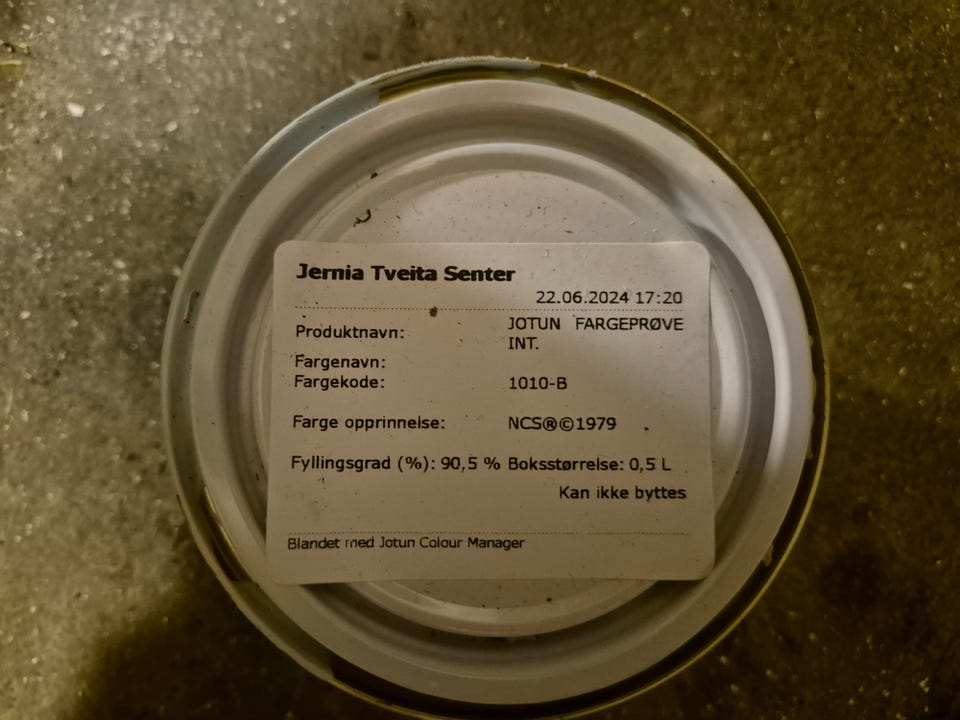 Jernia Tveita Senter
22.06.2024 17:20
Produktnavn: JOTUN FARGEPRØVE
INT.
Fargenavn:
Fargekode: 1010-B
Farge opprinnelse: NCS®©1979
Fyllingsgrad (%): 90,5 % Boksstørrelse: 0,5 L
Kan ikke byttes
Blandet med Jotun Colour Manager